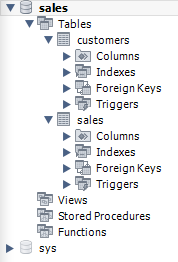 sales
Tables
customers
Columns
Indexes
Foreign Keys
Triggers
sales
Columns
Indexes
Foreign Keys
Triggers
Views
Stored Procedures
Functions
sys